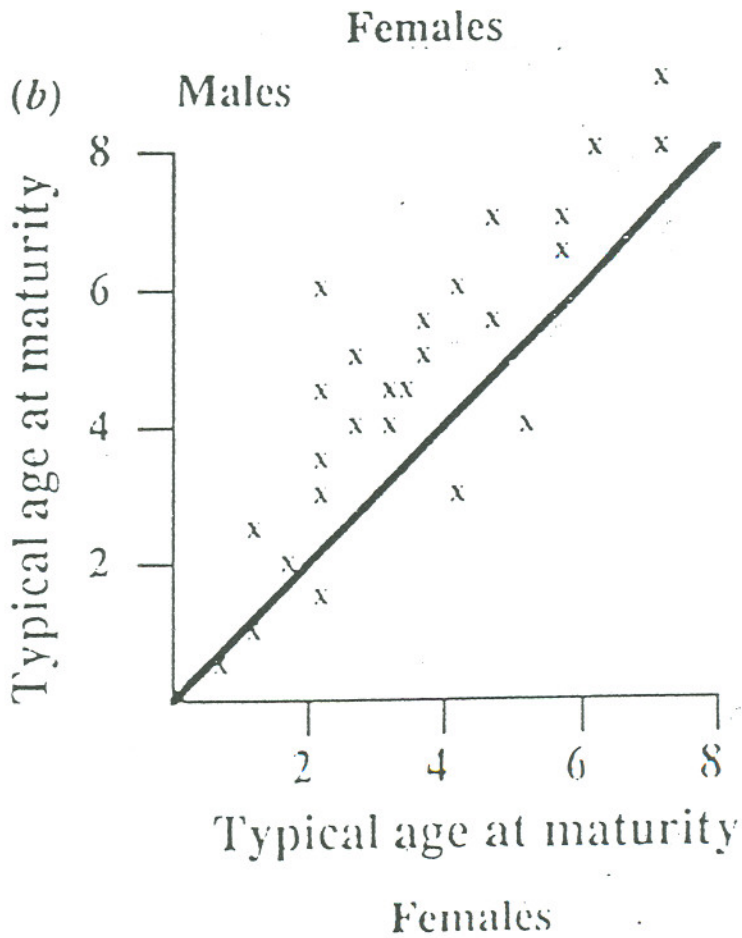 Females
(b) Males
8
6
4
2
Typical age at maturity
2 4 6 8
Typical age at maturity
Females